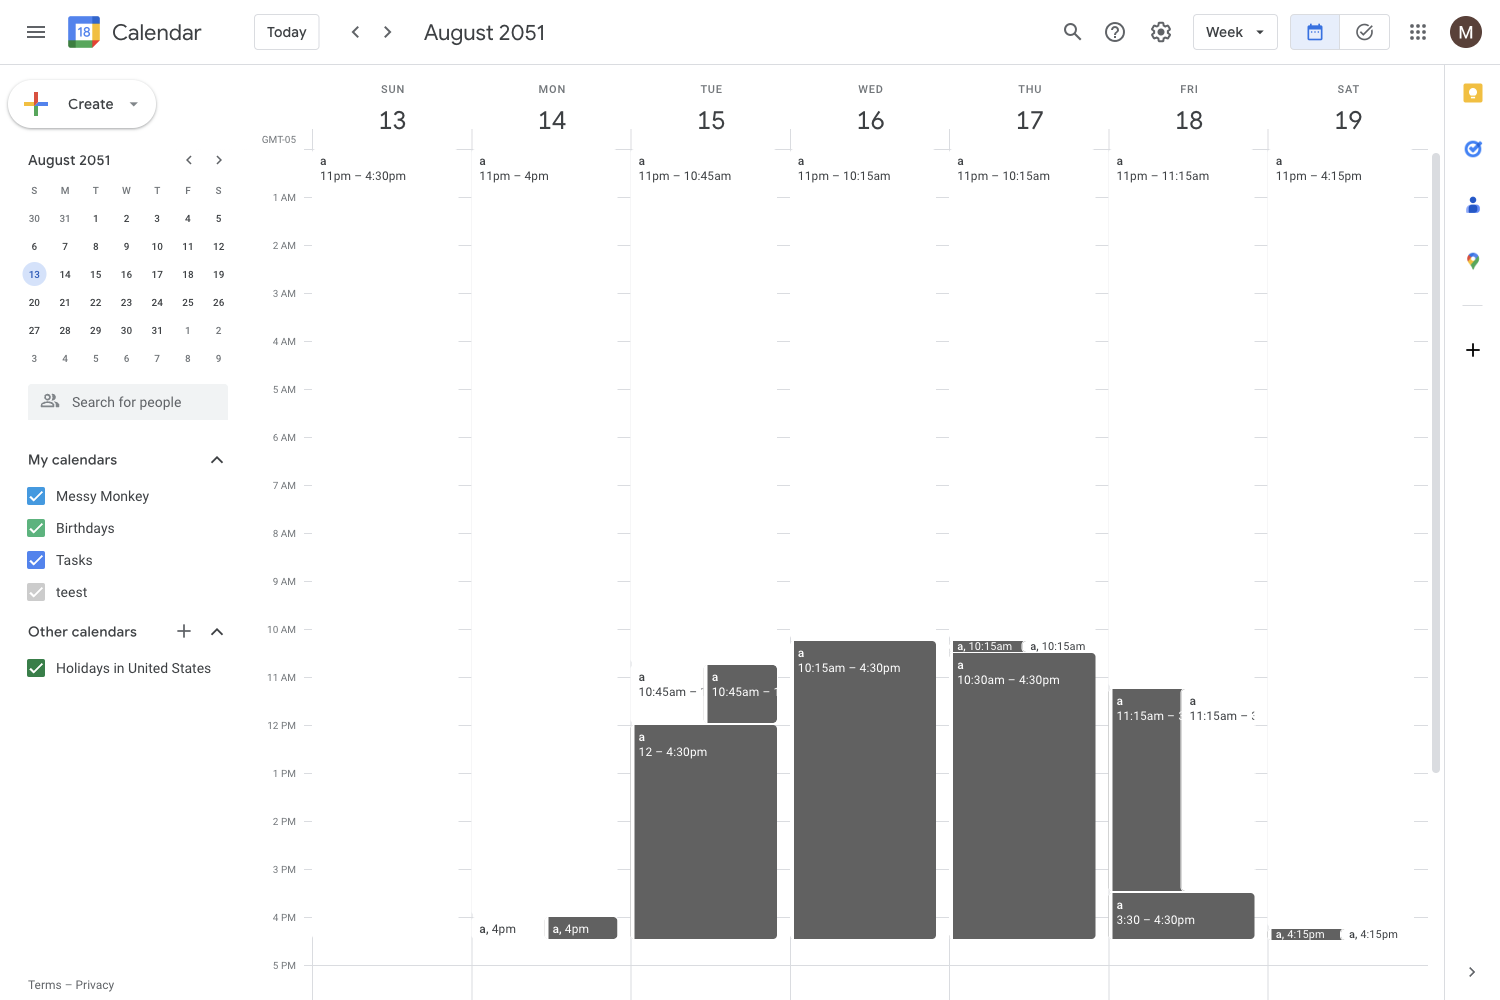 18 Calendar Today August 2051 Week M
Create
SUN MON TUE WED THU FRI SAT
13 14 15 16 17 18 19
GMT-05
August 2051
S M T W T F S
30 31 1 2 3 4 5
6 7 8 9 10 11 12
13 14 15 16 17 18 19
20 21 22 23 24 25 26
27 28 29 30 31 1 2
3 4 5 6 7 8 9
Search for people
My calendars
Messy Monkey
Birthdays
Tasks
teest
Other calendars
Holidays in United States
Terms – Privacy
a a a a a a a
11pm – 4:30pm 11pm – 4pm 11pm – 10:45am 11pm – 10:15am 11pm – 10:15am 11pm – 11:15am 11pm – 4:15pm
1 AM
2 AM
3 AM
4 AM
5 AM
6 AM
7 AM
8 AM
9 AM
10 AM
a, 10:15am a, 10:15am
a
10:15am – 4:30pm
a
10:30am – 4:30pm
11 AM
a a
10:45am – 10:45am –
a a
11:15am – 11:15am –
12 PM
a
12 – 4:30pm
1 PM
2 PM
3 PM
a
3:30 – 4:30pm
4 PM
a, 4pm a, 4pm
a, 4:15pm a, 4:15pm
5 PM